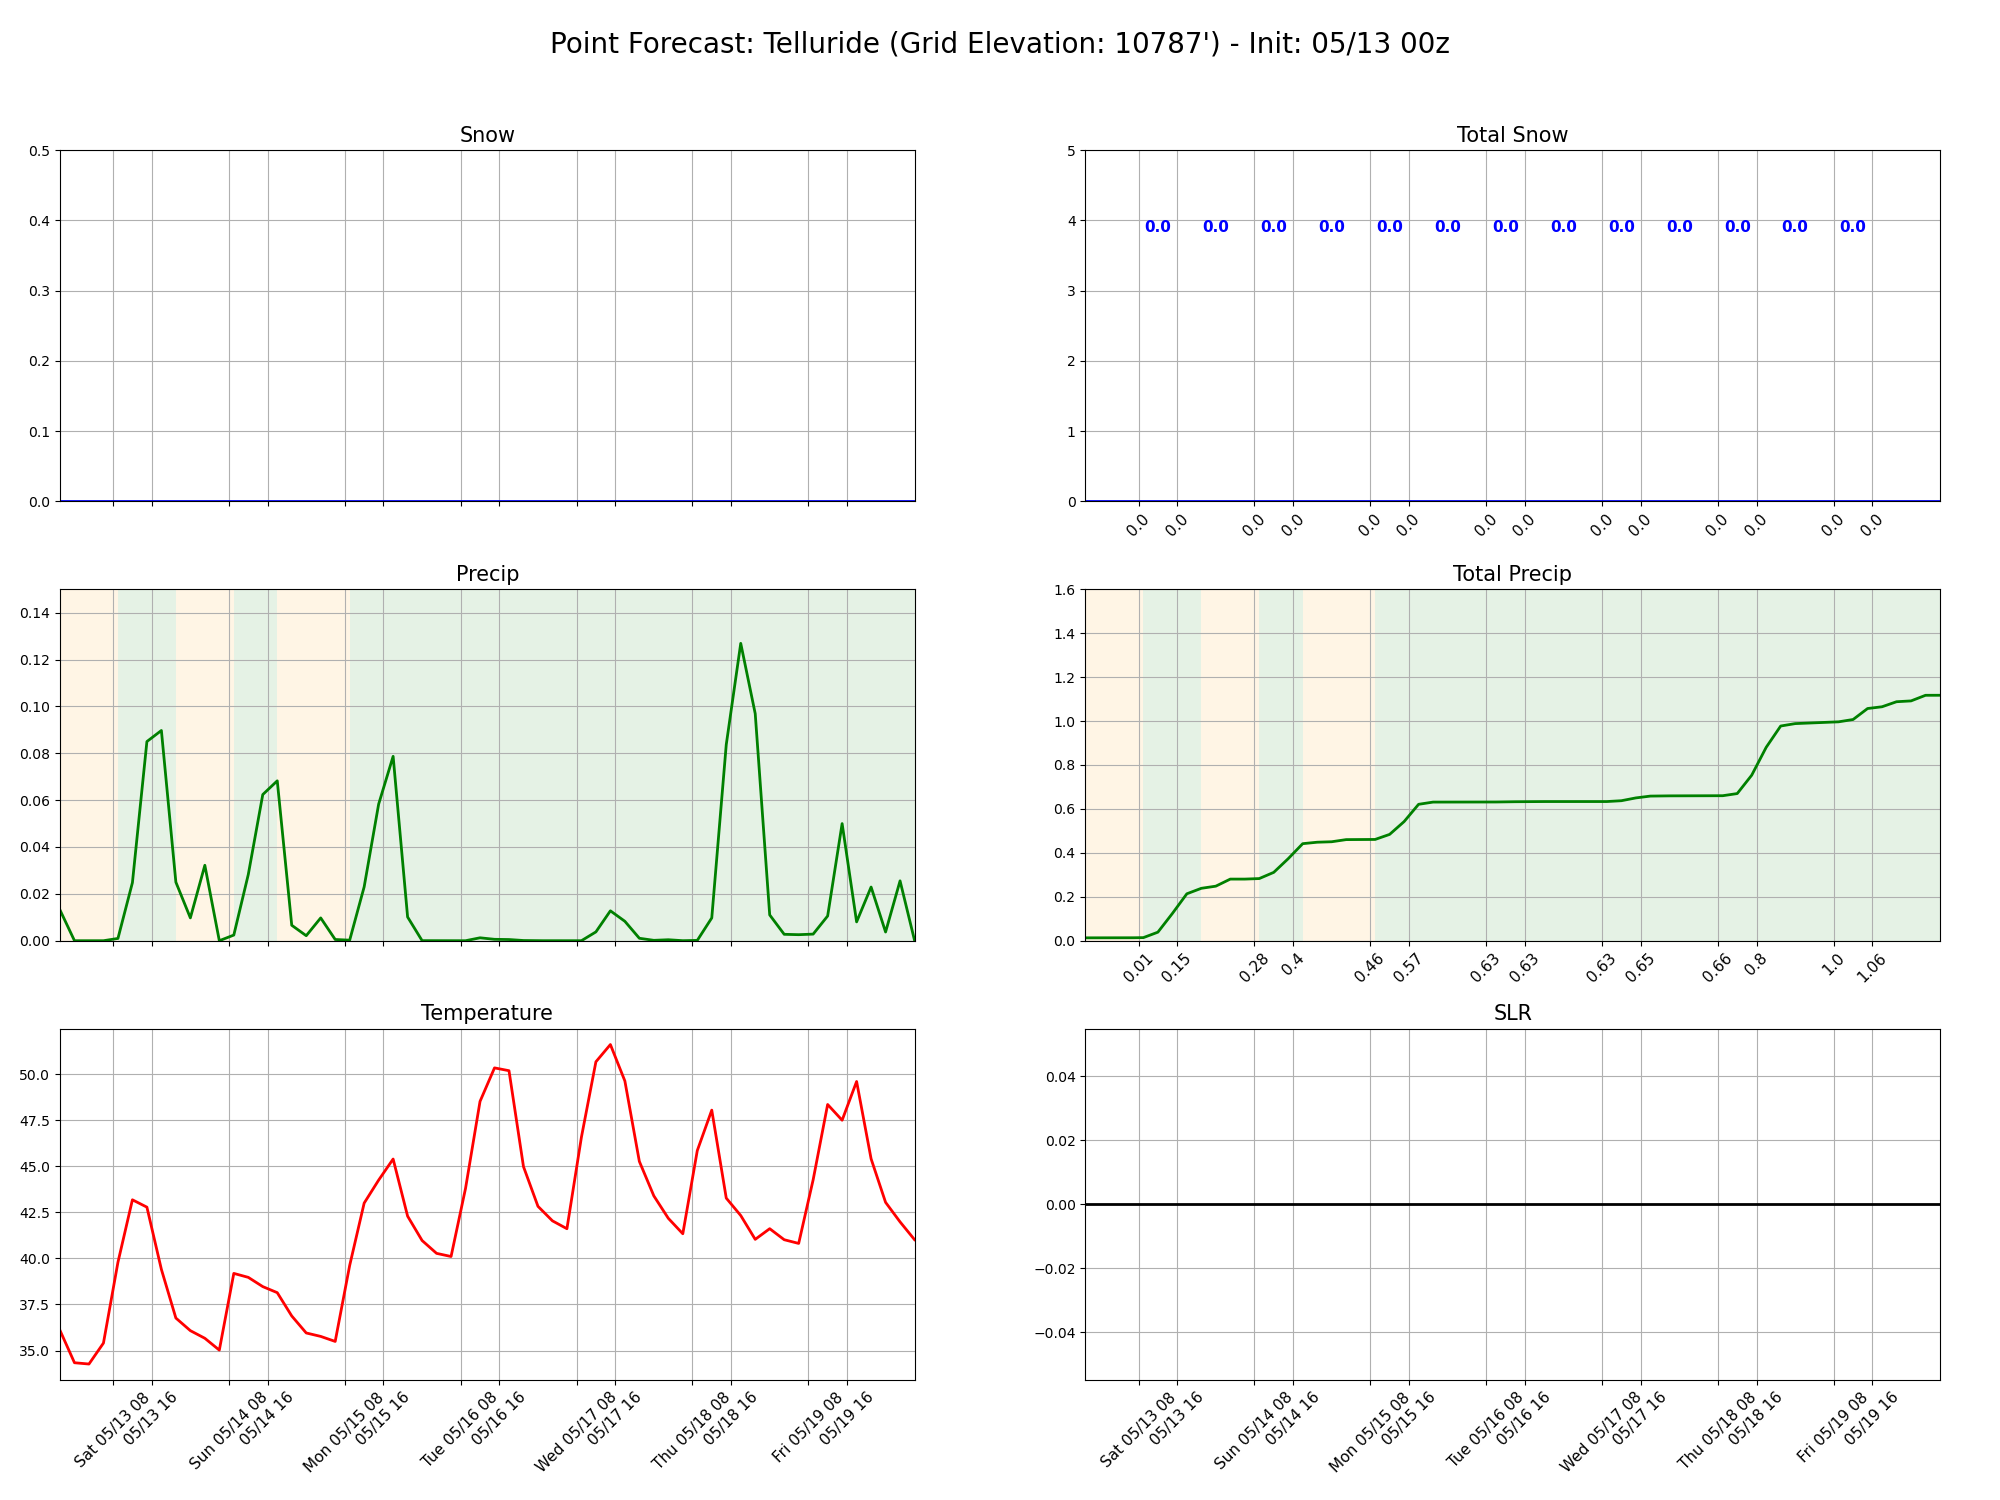 Point Forecast: Telluride (Grid Elevation: 10787') - Init: 05/13 00z
Snow
0.5
0.4
0.3
0.2
0.1
0.0
Total Snow
5
4
3
2
1
0
0.0 0.0 0.0 0.0 0.0 0.0 0.0 0.0 0.0 0.0 0.0 0.0 0.0
0.0 0.0 0.0 0.0 0.0 0.0 0.0 0.0 0.0 0.0 0.0 0.0 0.0 0.0
Precip
0.14
0.12
0.10
0.08
0.06
0.04
0.02
0.00
Total Precip
1.6
1.4
1.2
1.0
0.8
0.6
0.4
0.2
0.0
0.01 0.15 0.28 0.4 0.46 0.57 0.63 0.63 0.63 0.65 0.66 0.8 1.0 1.06
Temperature
50.0
47.5
45.0
42.5
40.0
37.5
35.0
Sat 05/13 08
05/13 16
Sun 05/14 08
05/14 16
Mon 05/15 08
05/15 16
Tue 05/16 08
05/16 16
Wed 05/17 08
05/17 16
Thu 05/18 08
05/18 16
Fri 05/19 08
05/19 16
SLR
0.04
0.02
0.00
−0.02
−0.04
Sat 05/13 08
05/13 16
Sun 05/14 08
05/14 16
Mon 05/15 08
05/15 16
Tue 05/16 08
05/16 16
Wed 05/17 08
05/17 16
Thu 05/18 08
05/18 16
Fri 05/19 08
05/19 16